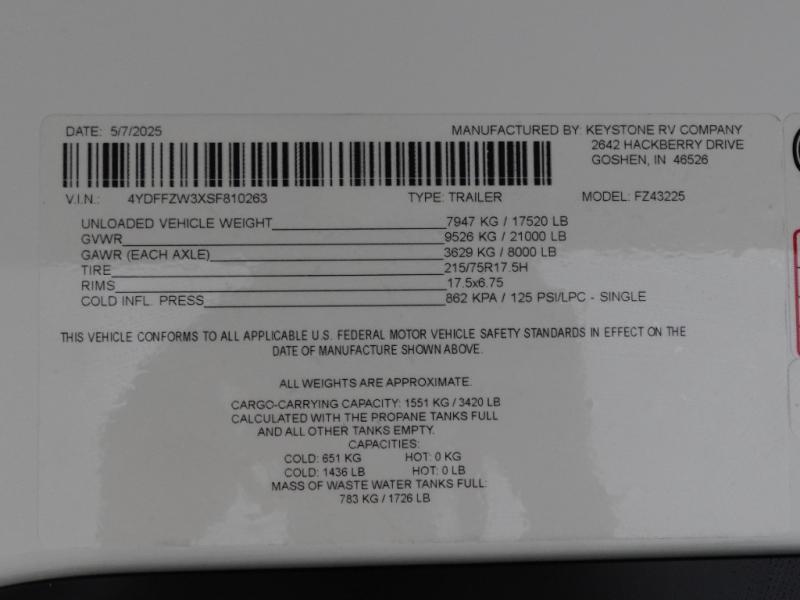 DATE: 5/7/2025 MANUFACTURED BY: KEYSTONE RV COMPANY
2642 HACKBERRY DRIVE
GOSHEN, IN 46526
V.I.N.: 4YDFFZW3XSF810263 TYPE: TRAILER MODEL: FZ43225
UNLOADED VEHICLE WEIGHT 7947 KG / 17520 LB
GVWR 9526 KG / 21000 LB
GAWR (EACH AXLE) 3629 KG / 8000 LB
TIRE 215/75R17.5H
RIMS 17.5x6.75
COLD INFL. PRESS 862 KPA / 125 PSI/LPC - SINGLE
THIS VEHICLE CONFORMS TO ALL APPLICABLE U.S. FEDERAL MOTOR VEHICLE SAFETY STANDARDS IN EFFECT ON THE
DATE OF MANUFACTURE SHOWN ABOVE.
ALL WEIGHTS ARE APPROXIMATE.
CARGO-CARRYING CAPACITY: 1551 KG / 3420 LB
CALCULATED WITH THE PROPANE TANKS FULL
AND ALL OTHER TANKS EMPTY.
CAPACITIES:
COLD: 651 KG HOT: 0 KG
COLD: 1436 LB HOT: 0 LB
MASS OF WASTE WATER TANKS FULL:
783 KG / 1726 LB